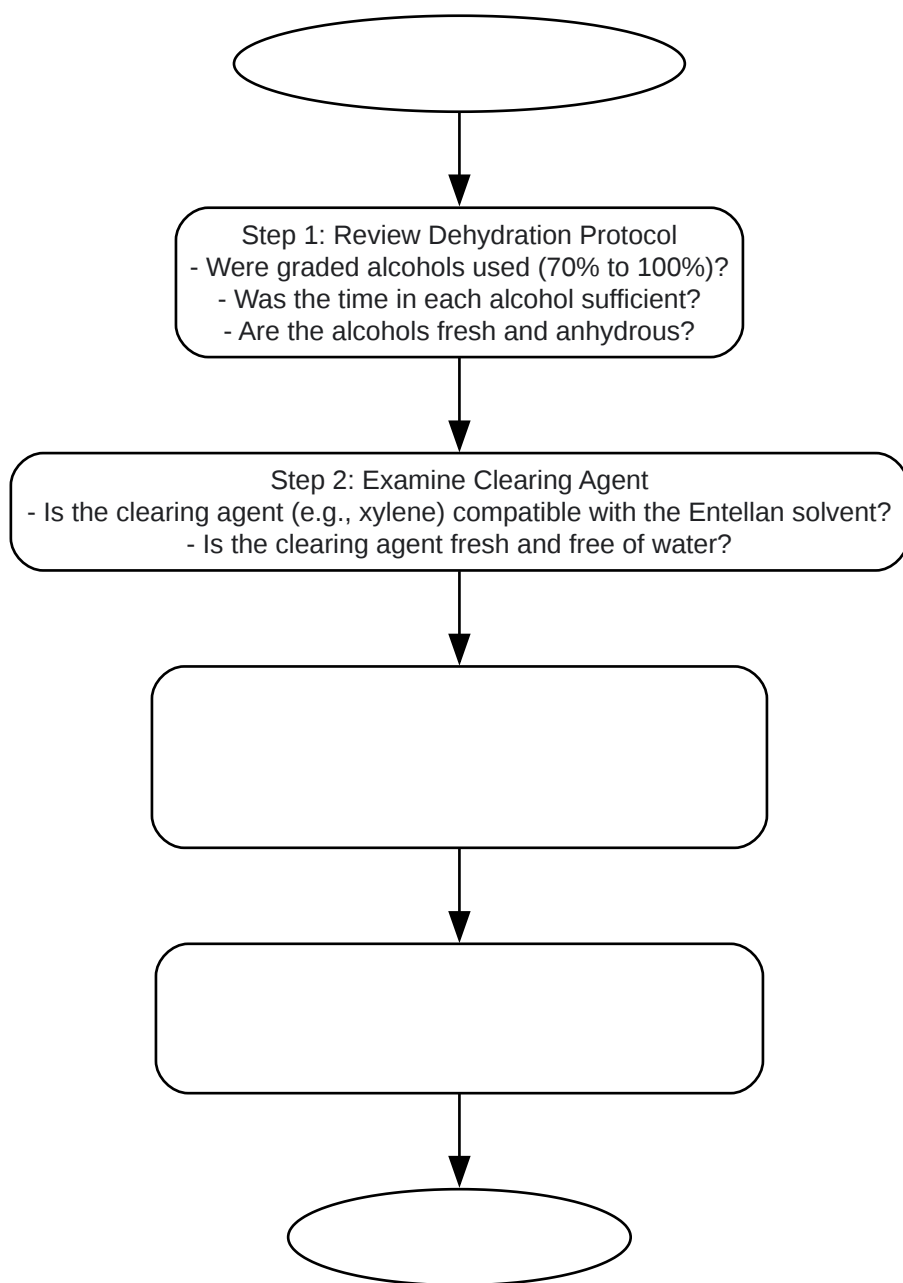 Step 1: Review Dehydration Protocol
- Were graded alcohols used (70% to 100%)?
- Was the time in each alcohol sufficient?
- Are the alcohols fresh and anhydrous?
Step 2: Examine Clearing Agent
- Is the clearing agent (e.g., xylene) compatible with the Entellan solvent?
- Is the clearing agent fresh and free of water?